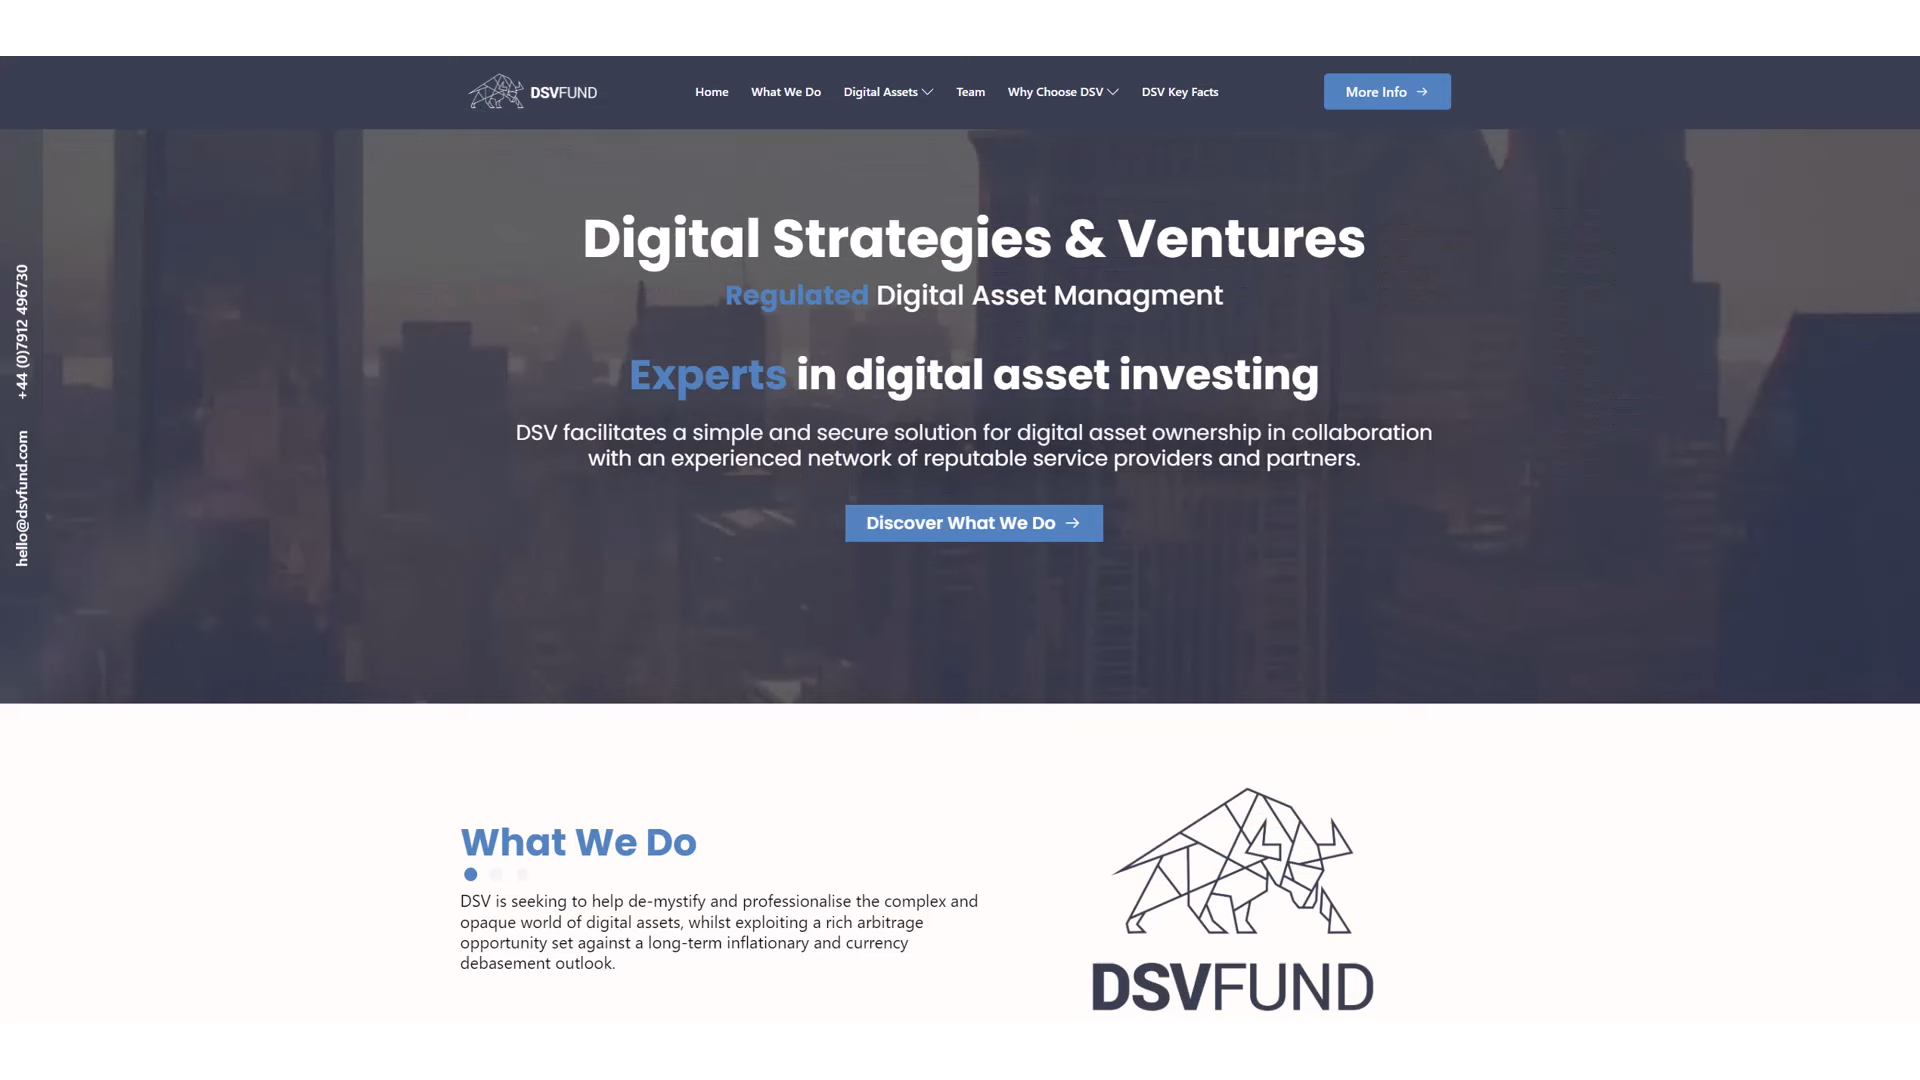 DSVFUND
Home
What We Do
Digital Assets
Team
Why Choose DSV
DSV Key Facts
More Info
+44 (0)7912 496730
hello@dsvfund.com
Digital Strategies & Ventures
Regulated Digital Asset Managment
Experts in digital asset investing
DSV facilitates a simple and secure solution for digital asset ownership in collaboration
with an experienced network of reputable service providers and partners.
Discover What We Do
What We Do
DSV is seeking to help de-mystify and professionalise the complex and
opaque world of digital assets, whilst exploiting a rich arbitrage
opportunity set against a long-term inflationary and currency
debasement outlook.
DSVFUND